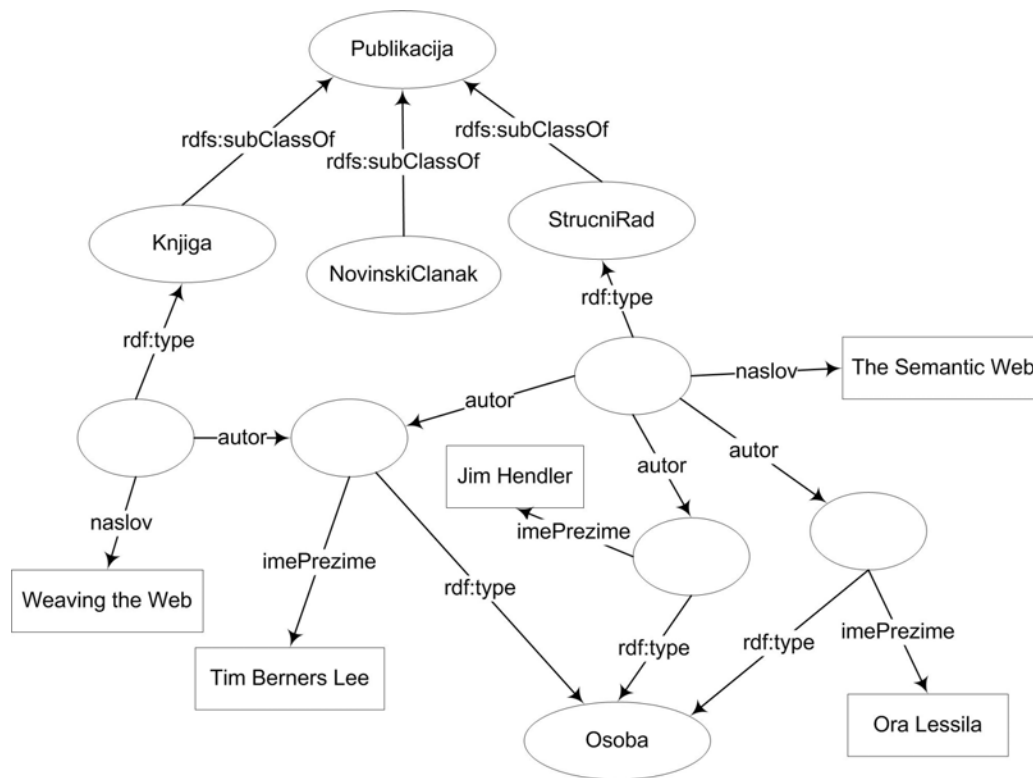 Publikacija
rdfs:subClassOf
rdfs:subClassOf
rdfs:subClassOf
Knjiga
NovinskiClanak
StrucniRad
rdf:type
rdf:type
naslov
The Semantic Web
autor
autor
autor
autor
Jim Hendler
naslov
imePrezime
imePrezime
Weaving the Web
rdf:type
rdf:type
rdf:type
imePrezime
Tim Berners Lee
Osoba
Ora Lessila